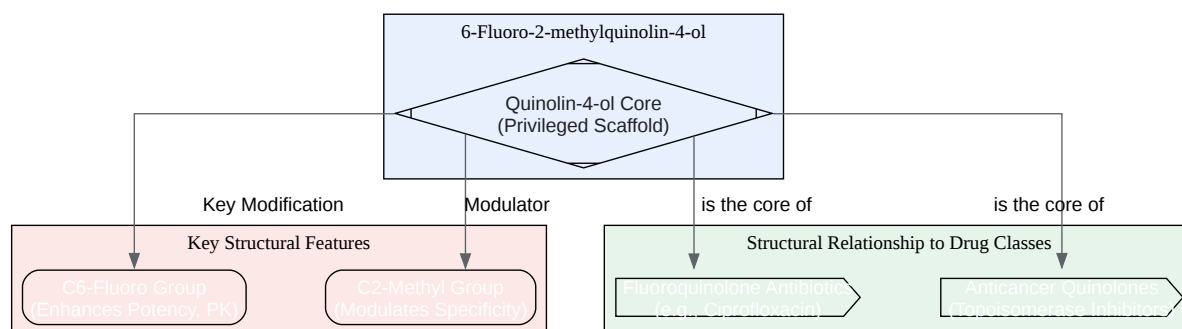 6-Fluoro-2-methylquinolin-4-ol
Quinolin-4-ol Core
(Privileged Scaffold)
Key Modification
Modulator
is the core of
is the core of
Key Structural Features
Structural Relationship to Drug Classes
C6-Fluoro Group
(Enhances Potency, PK)
C2-Methyl Group
(Modulates Specificity)
Fluoroquinolone Antibiotics
(e.g., Ciprofloxacin)
Anticancer Quinolones
(Topoisomerase Inhibitors)